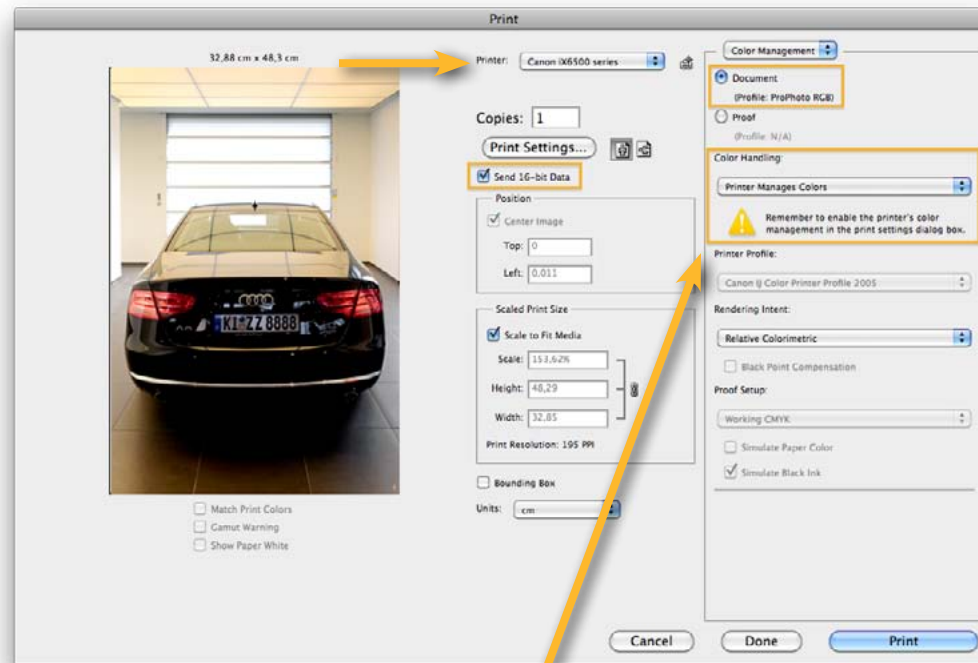 Print
32,88 cm x 48,3 cm
KI ZZ 8888
Match Print Colors
Gamut Warning
Show Paper White
Printer: Canon iX6500 series
Copies: 1
Print Settings...
Send 16-bit Data
Position
Center Image
Top: 0
Left: 0,011
Scaled Print Size
Scale to Fit Media
Scale: 153,62%
Height: 48,29
Width: 32,85
Print Resolution: 195 PPI
Bounding Box
Units: cm
Color Management
Document
(Profile: ProPhoto RGB)
Proof
(Profile: N/A)
Color Handling:
Printer Manages Colors
Remember to enable the printer's color
management in the print settings dialog box.
Printer Profile:
Canon IJ Color Printer Profile 2005
Rendering Intent:
Relative Colorimetric
Black Point Compensation
Proof Setup:
Working CMYK
Simulate Paper Color
Simulate Black Ink
Cancel
Done
Print